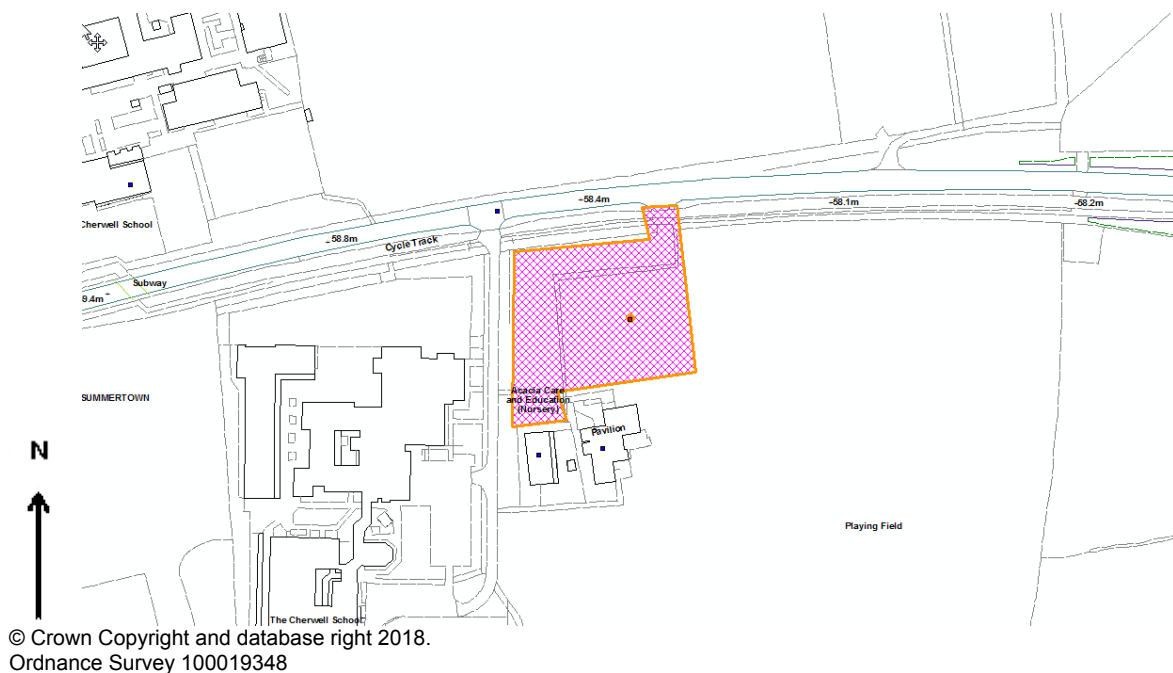 58.4m
58.1m
58.2m
Cherwell School
58.8m
Cycle Track
Subway
9.4m
SUMMERTOWN
Acacia Care
and Education
(Nursery)
Pavilion
N
Playing Field
The Cherwell School
© Crown Copyright and database right 2018.
Ordnance Survey 100019348